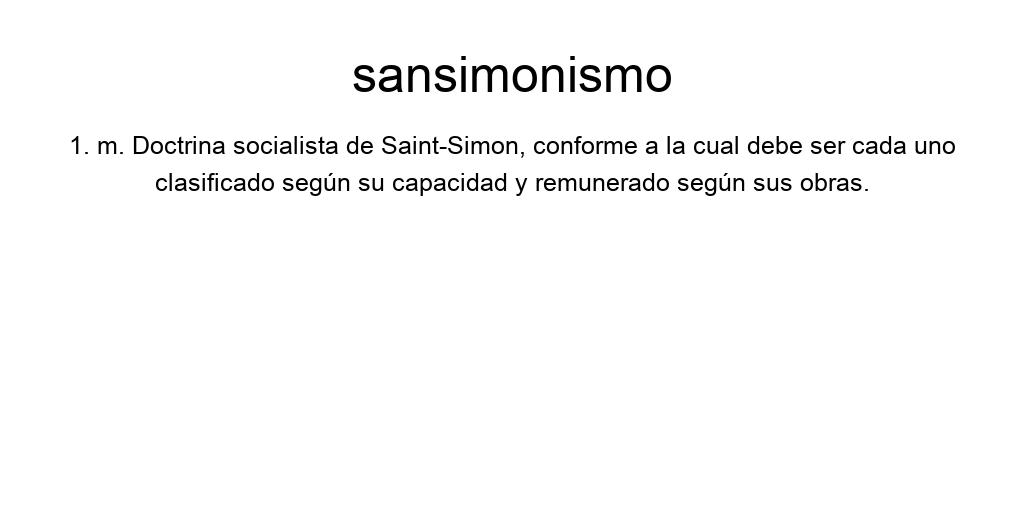 sansimonismo
1. m. Doctrina socialista de Saint-Simon, conforme a la cual debe ser cada uno
clasificado según su capacidad y remunerado según sus obras.